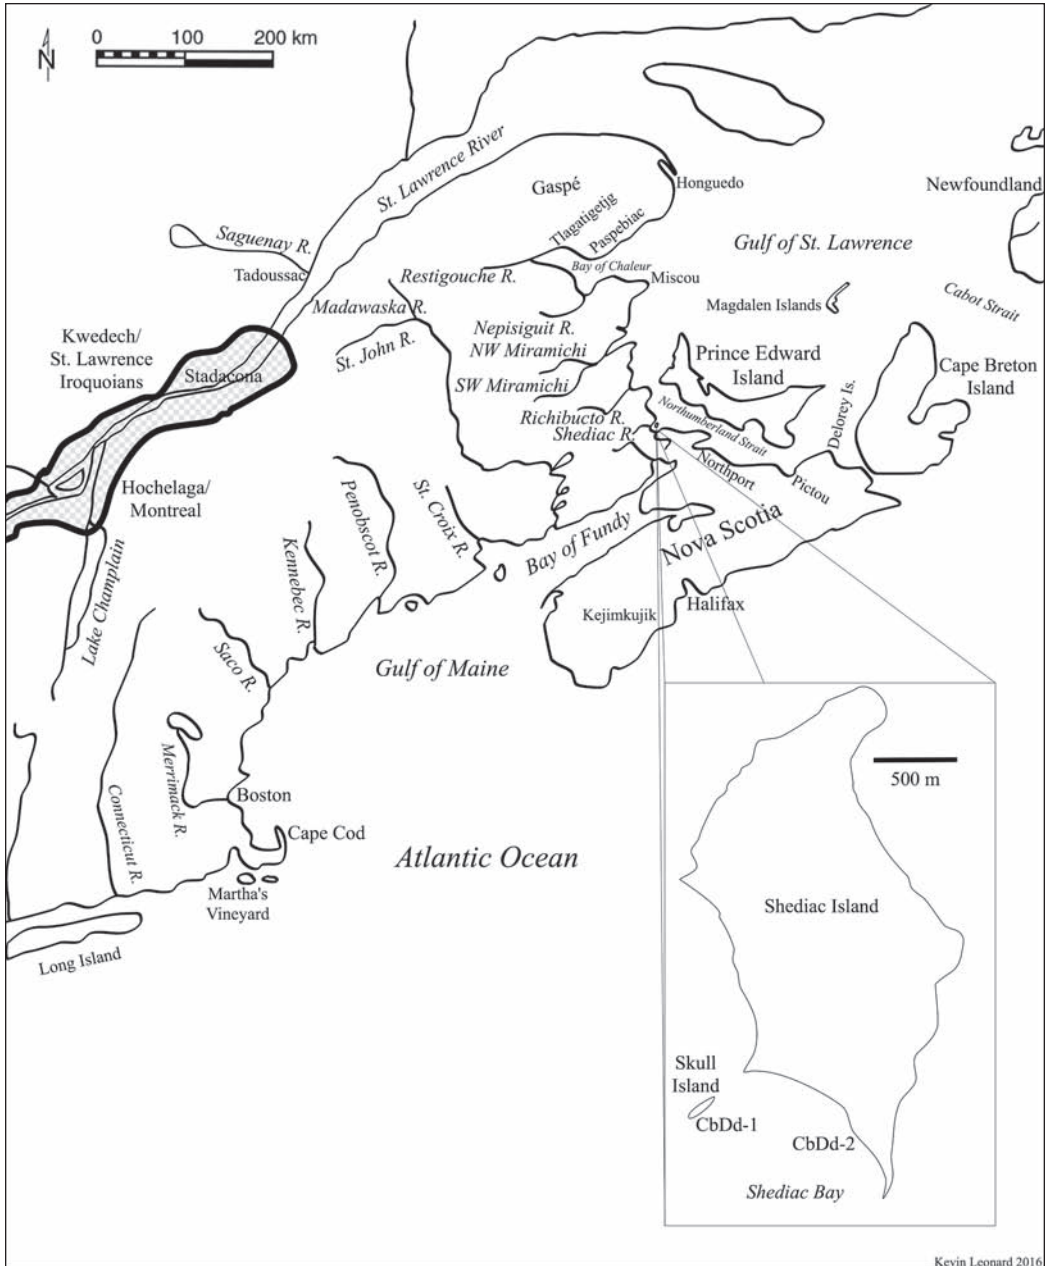 N
0 100 200 km
St. Lawrence River
Gaspé
Honguedo
Newfoundland
Tlagatigetjg
Paspebiac
Saguenay R.
Tadoussac
Gulf of St. Lawrence
Restigouche R.
Bay of Chaleur
Miscou
Magdalen Islands
Cabot Strait
Madawaska R.
Kwedech/
St. Lawrence
Iroquoians
Stadacona
St. John R.
Nepisiguit R.
NW Miramichi
SW Miramichi
Prince Edward
Island
Cape Breton
Island
Richibucto R.
Shediac R.
Northumberland Strait
Delorey Is.
Northport
Pictou
Hochelaga/
Montreal
Penobscot R.
St. Croix R.
Bay of Fundy
Nova Scotia
Kennebec R.
Lake Champlain
Kejimkujik
Halifax
Saco R.
Gulf of Maine
Merrimack R.
Connecticut R.
Boston
Cape Cod
Atlantic Ocean
Martha's
Vineyard
Long Island
500 m
Shediac Island
Skull
Island
CbDd-1
CbDd-2
Shediac Bay
Kevin Leonard 2016